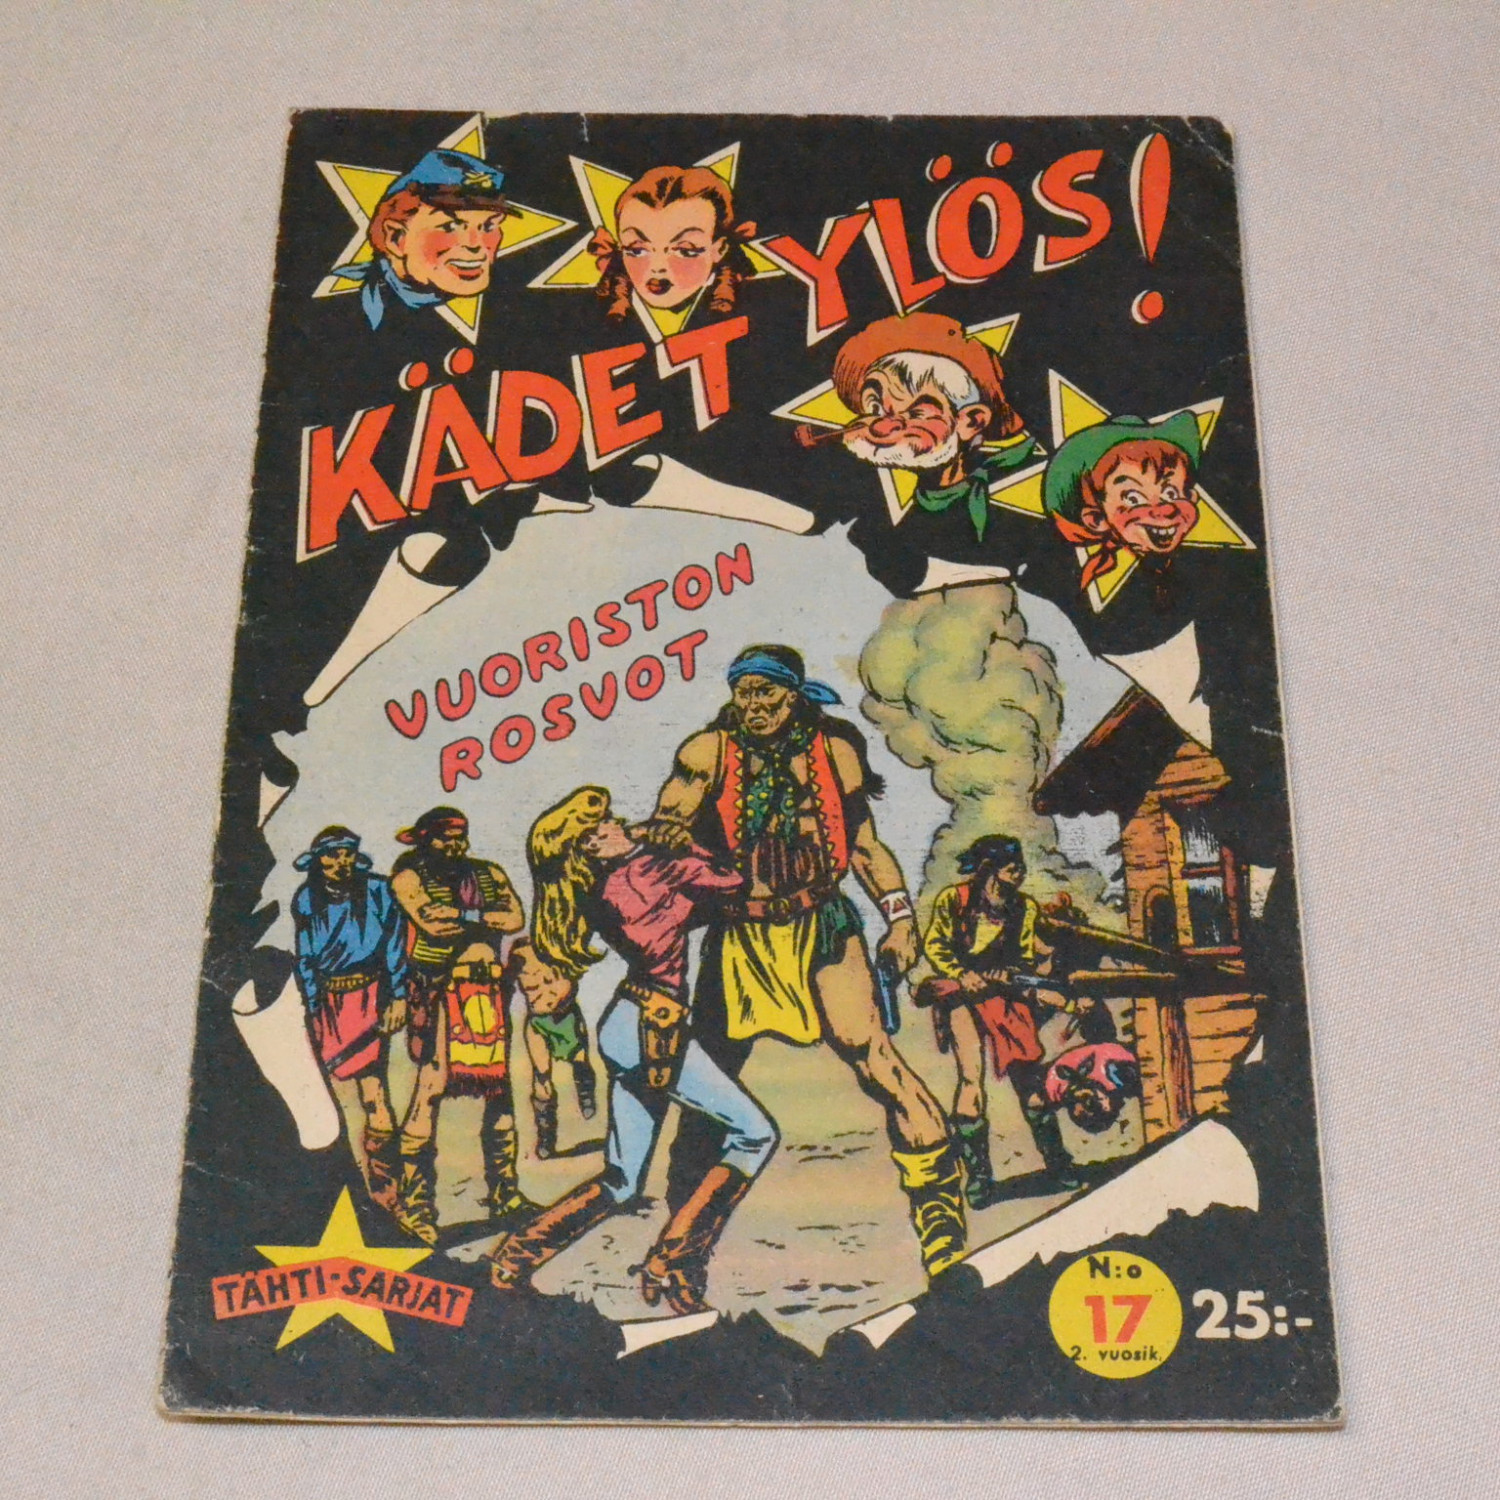 KÄDET YLÖS!
VUORISTON
ROSVOT
TÄHTI-SARJAT
N:o
17
2. vuosik.
25:-